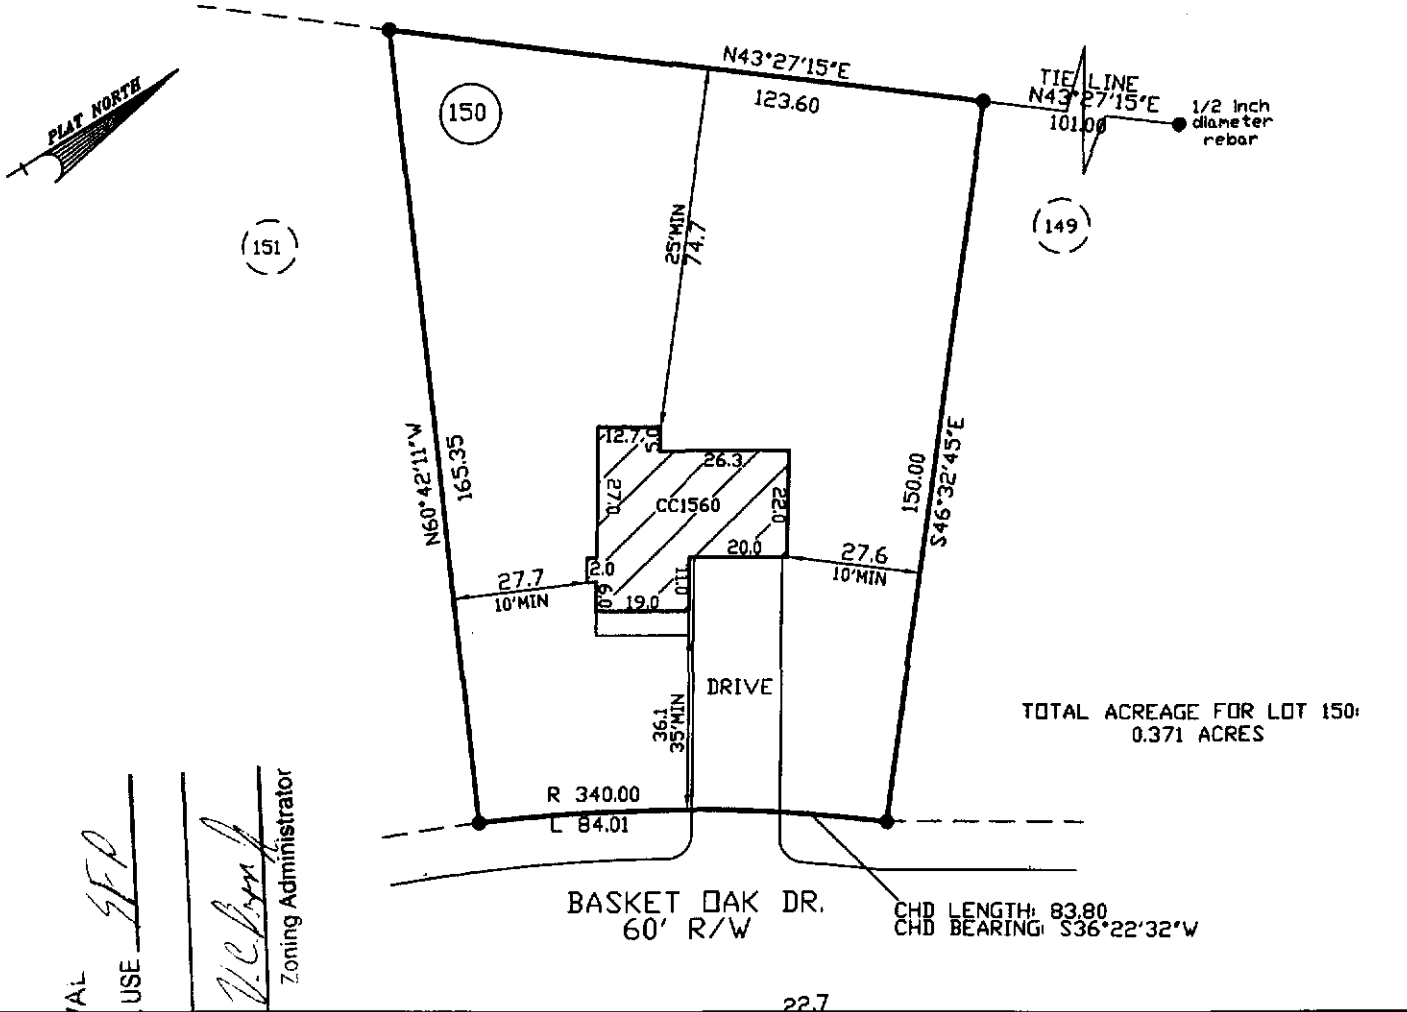 N43°27'15"E
123.60
TIE LINE
N43°27'15"E
101.00
1/2 inch
diameter
rebar
PLAT NORTH
150
151
149
25'MIN
74.7
N60°42'11"W
165.35
150.00
S46°32'45"E
12.7
5.0
26.3
27.0
CC1560
22.0
20.0
2.0
11.0
6.0
19.0
27.7
10'MIN
27.6
10'MIN
DRIVE
36.1
35'MIN
TOTAL ACREAGE FOR LOT 150:
0.371 ACRES
R 340.00
L 84.01
BASKET OAK DR.
60' R/W
CHD LENGTH: 83.80
CHD BEARING: S36°22'32"W
VAL
USE SFD
Zoning Administrator
22.7